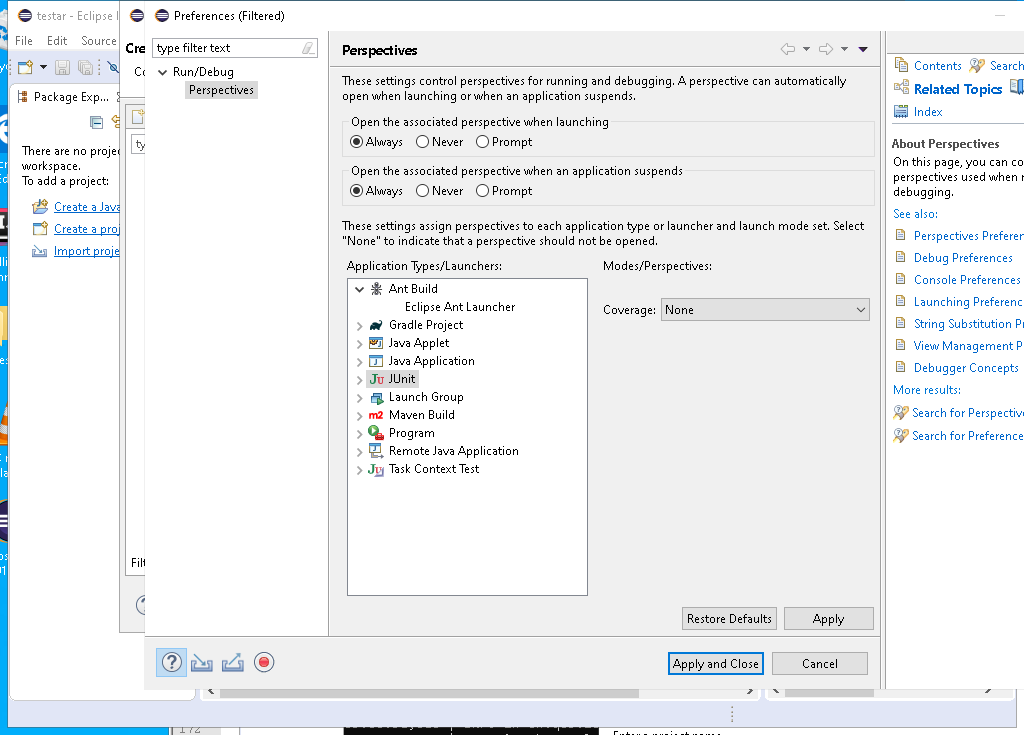 testar - Eclipse I
Preferences (Filtered)
File Edit Source
Cre
type filter text
Perspectives
Contents
Search
Related Topics
Index
Run/Debug
Perspectives
These settings control perspectives for running and debugging. A perspective can automatically
open when launching or when an application suspends.
Package Exp...
Open the associated perspective when launching
Always Never Prompt
There are no projec
workspace.
To add a project:
Create a Java
Create a proj
Import proje
Open the associated perspective when an application suspends
Always Never Prompt
These settings assign perspectives to each application type or launcher and launch mode set. Select
"None" to indicate that a perspective should not be opened.
Application Types/Launchers:
Modes/Perspectives:
Ant Build
Eclipse Ant Launcher
Gradle Project
Java Applet
Java Application
JUnit
Launch Group
Maven Build
Program
Remote Java Application
Task Context Test
Coverage: None
About Perspectives
On this page, you can co
perspectives used when r
debugging.
See also:
Perspectives Preferen
Debug Preferences
Console Preferences
Launching Preferenc
String Substitution P
View Management P
Debugger Concepts
More results:
Search for Perspective
Search for Preference
Filt
Restore Defaults
Apply
Apply and Close
Cancel
172